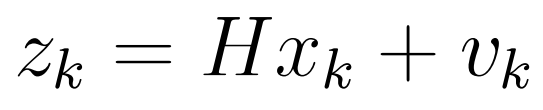 z_k = Hx_k + v_k